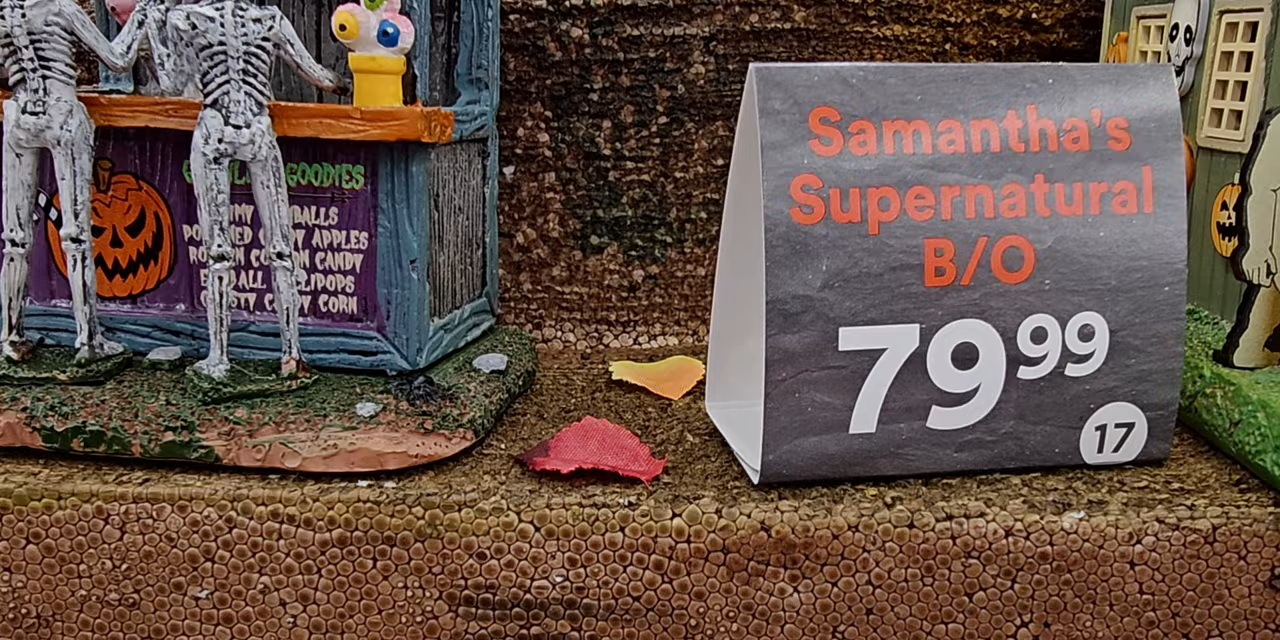 GOODIES
BALLS
APPLES
CANDY
CORN
Samantha's
Supernatural
B/O
79⁹⁹
17